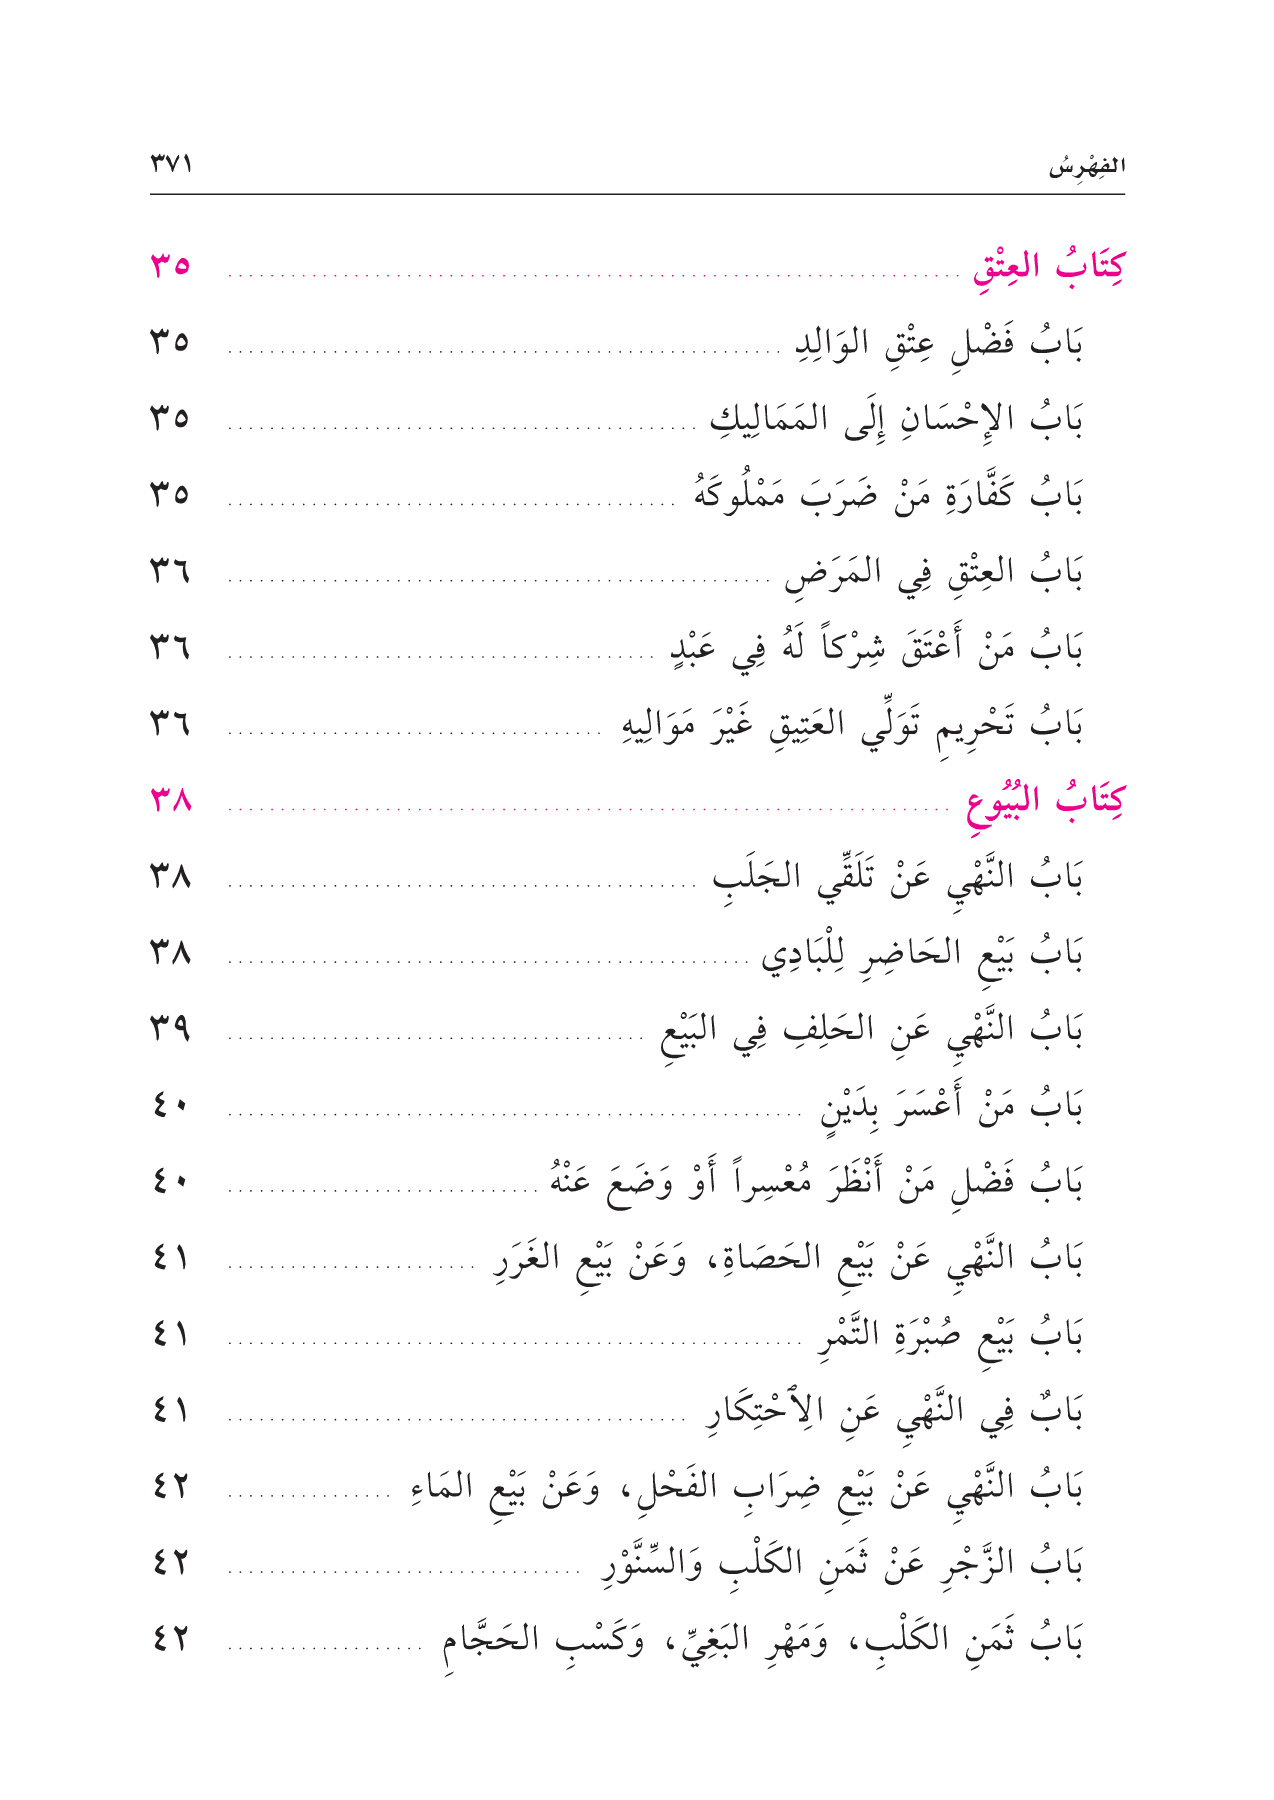 الفِهْرِسُ ٣٧١
كِتَابُ العِتْقِ ٣٥
بَابُ فَضْلِ عِتْقِ الوَالِدِ ٣٥
بَابُ الإِحْسَانِ إِلَى المَمَالِيكِ ٣٥
بَابُ كَفَّارَةِ مَنْ ضَرَبَ مَمْلُوكَهُ ٣٥
بَابُ العِتْقِ فِي المَرَضِ ٣٦
بَابُ مَنْ أَعْتَقَ شِرْكاً لَهُ فِي عَبْدٍ ٣٦
بَابُ تَحْرِيمِ تَوَلِّي العَتِيقِ غَيْرَ مَوَالِيهِ ٣٦
كِتَابُ البُيُوعِ ٣٨
بَابُ النَّهْيِ عَنْ تَلَقِّي الجَلَبِ ٣٨
بَابُ بَيْعِ الحَاضِرِ لِلْبَادِي ٣٨
بَابُ النَّهْيِ عَنِ الحَلِفِ فِي البَيْعِ ٣٩
بَابُ مَنْ أَعْسَرَ بِدَيْنٍ ٤٠
بَابُ فَضْلِ مَنْ أَنْظَرَ مُعْسِراً أَوْ وَضَعَ عَنْهُ ٤٠
بَابُ النَّهْيِ عَنْ بَيْعِ الحَصَاةِ، وَعَنْ بَيْعِ الغَرَرِ ٤١
بَابُ بَيْعِ صُبْرَةِ التَّمْرِ ٤١
بَابٌ فِي النَّهْيِ عَنِ الِٱحْتِكَارِ ٤١
بَابُ النَّهْيِ عَنْ بَيْعِ ضِرَابِ الفَحْلِ، وَعَنْ بَيْعِ المَاءِ ٤٢
بَابُ الزَّجْرِ عَنْ ثَمَنِ الكَلْبِ وَالسِّنَّوْرِ ٤٢
بَابُ ثَمَنِ الكَلْبِ، وَمَهْرِ البَغِيِّ، وَكَسْبِ الحَجَّامِ ٤٢